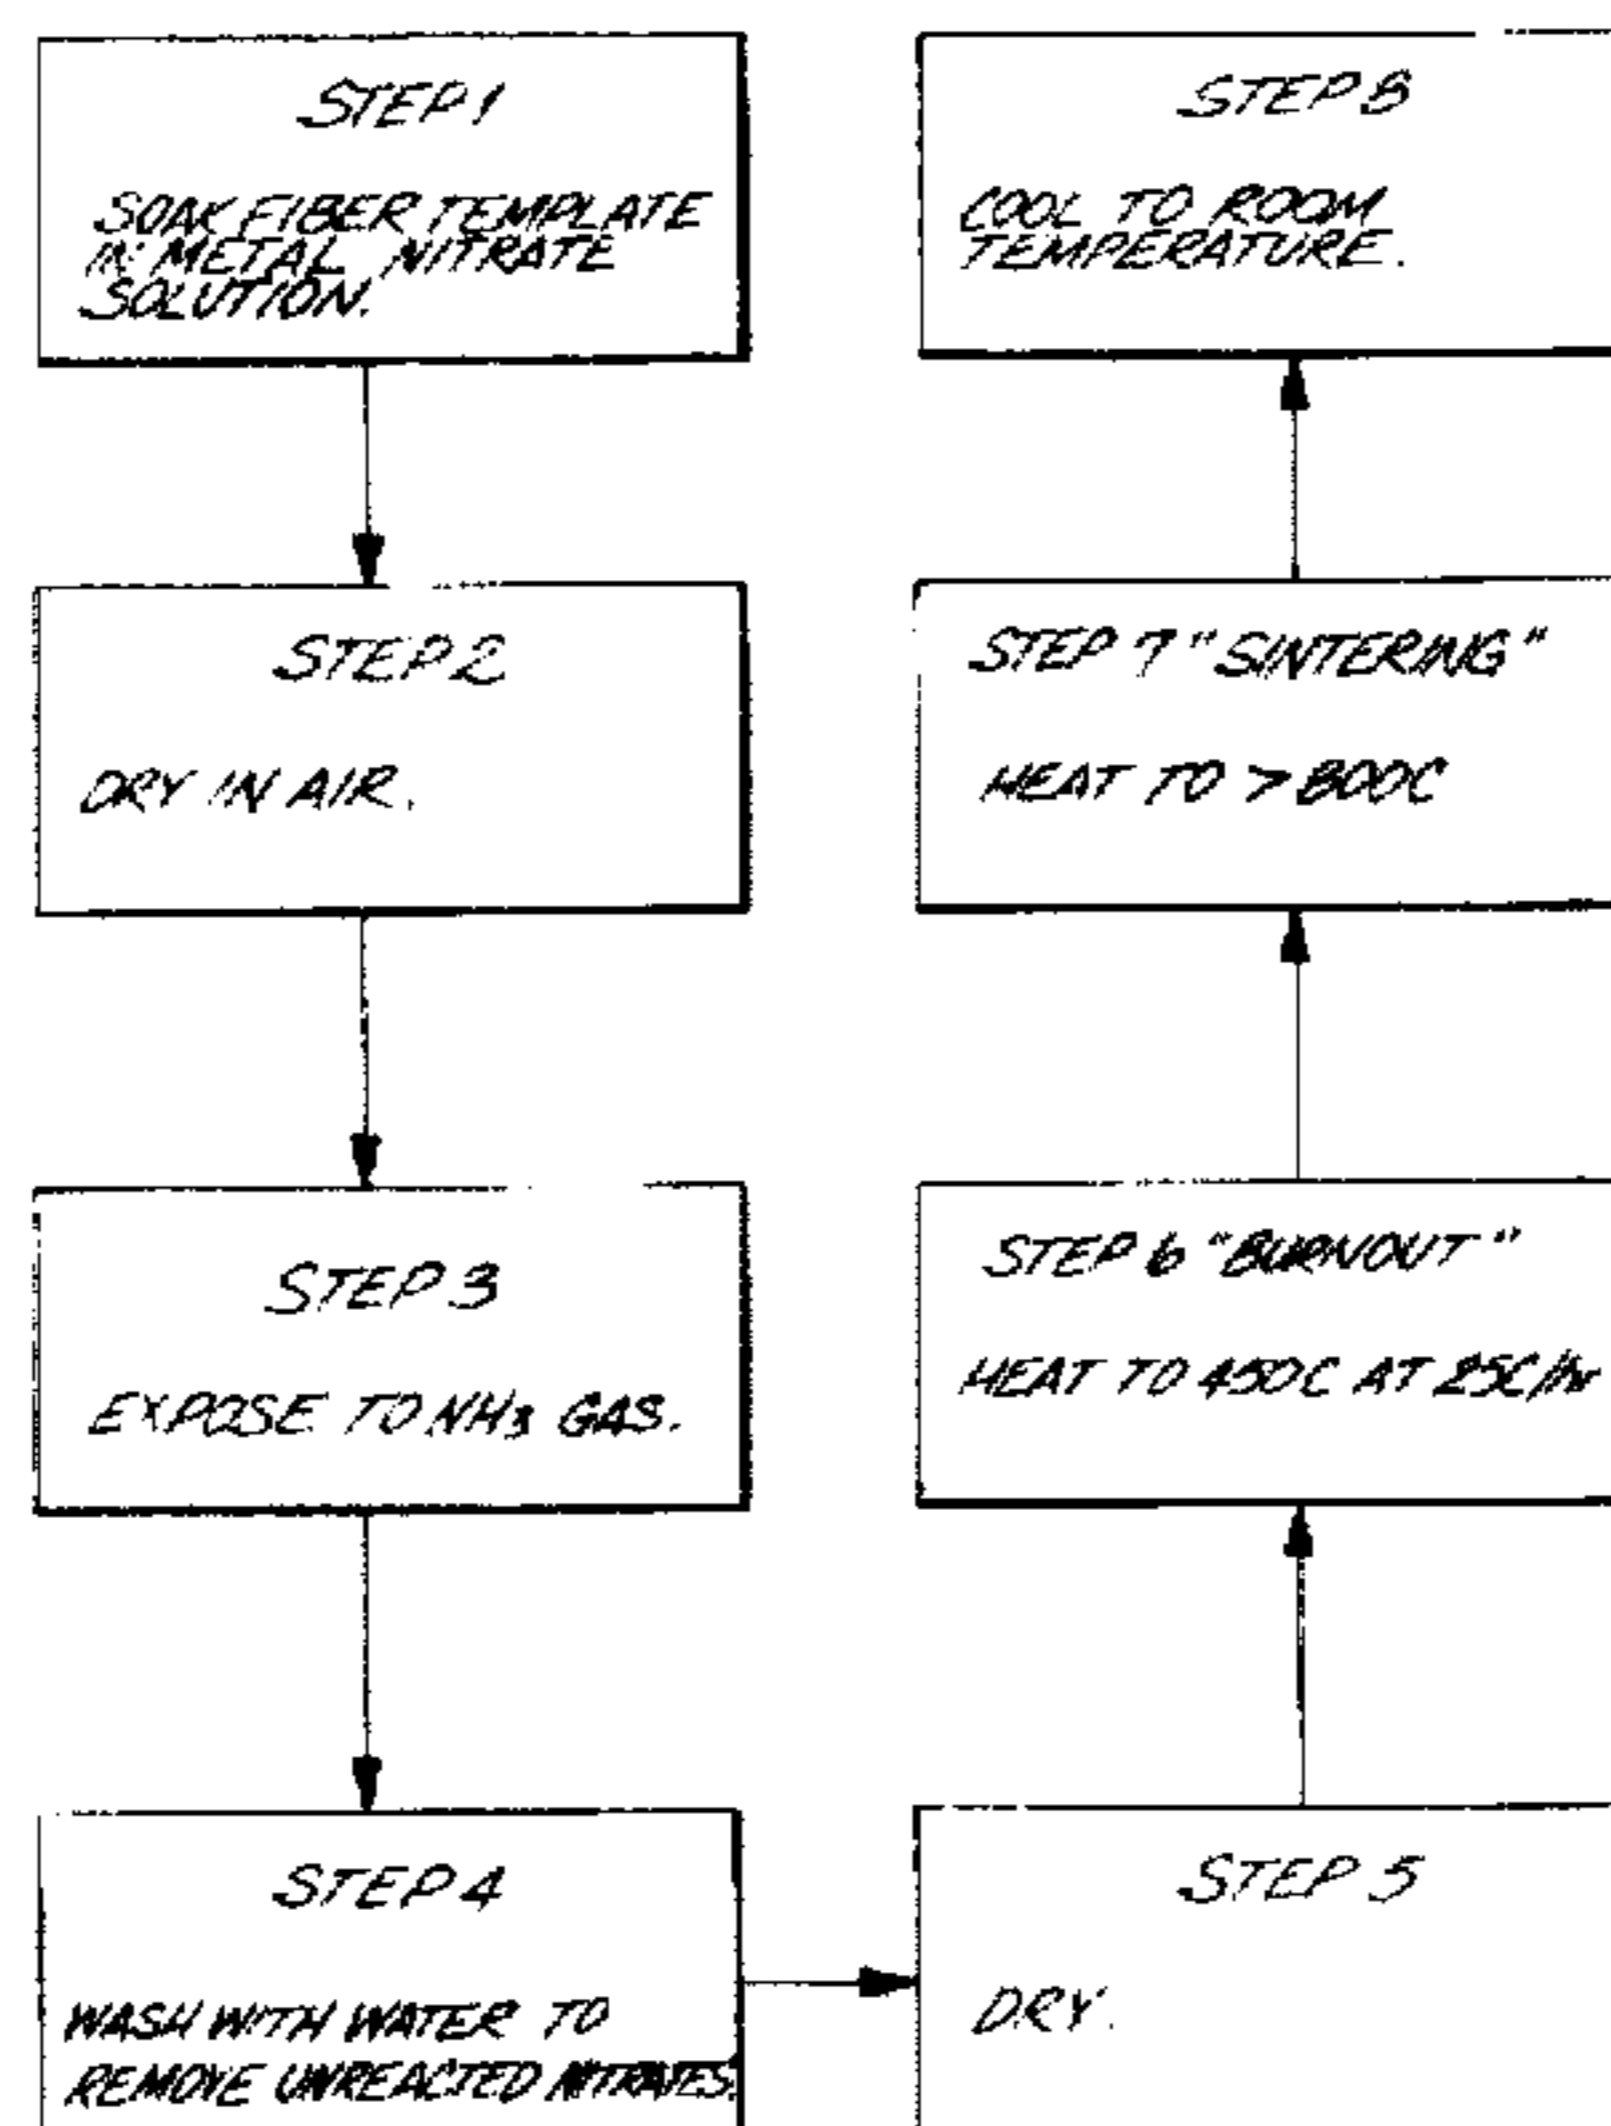 STEP 1
SOAK FIBER TEMPLATE
IN METAL NITRATE
SOLUTION.
STEP 2
DRY IN AIR.
STEP 3
EXPOSE TO NH3 GAS.
STEP 4
WASH WITH WATER TO
REMOVE UNREACTED NITRATES.
STEP 5
DRY.
STEP 6 "BURNOUT"
HEAT TO 450C AT 25C/hr
STEP 7 "SINTERING"
HEAT TO > 800C
STEP 8
COOL TO ROOM
TEMPERATURE.